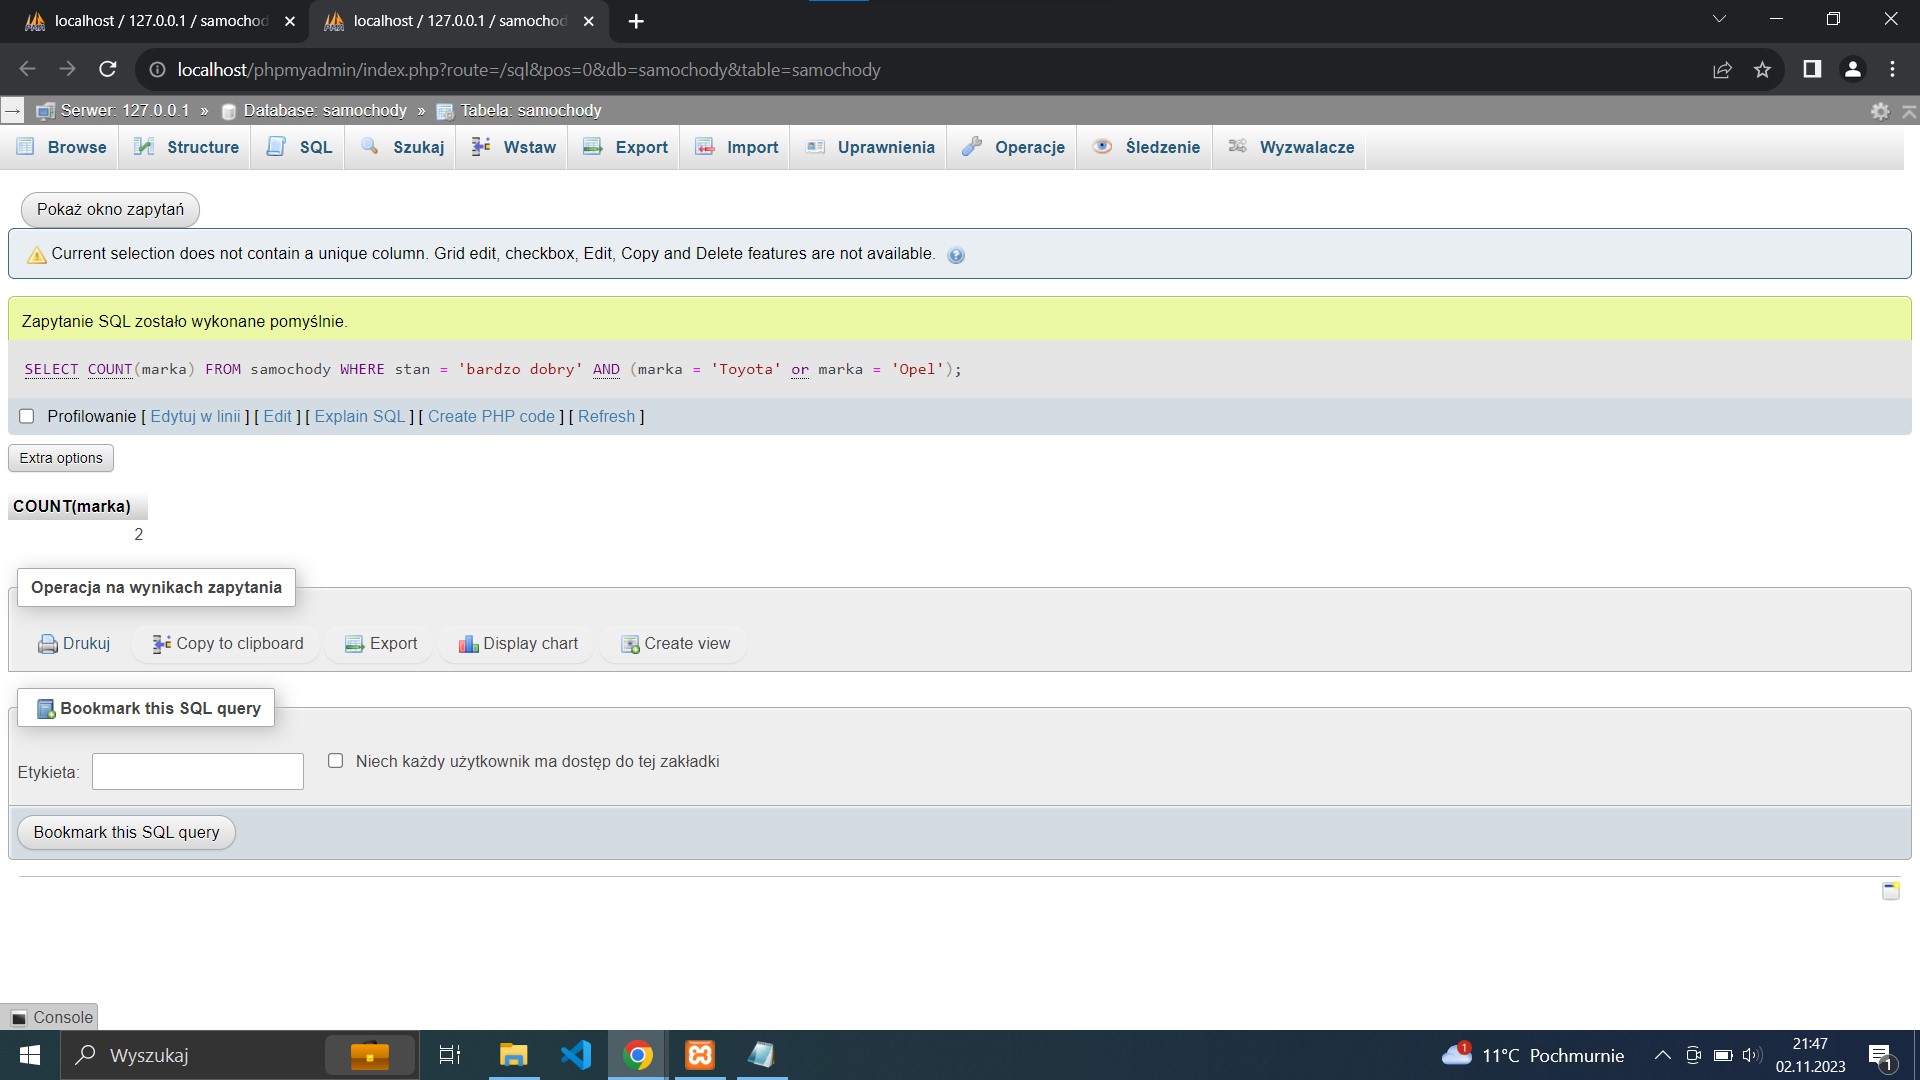 localhost / 127.0.0.1 / samochod
localhost / 127.0.0.1 / samochod
localhost/phpmyadmin/index.php?route=/sql&pos=0&db=samochody&table=samochody
Serwer: 127.0.0.1 » Database: samochody » Tabela: samochody
Browse Structure SQL Szukaj Wstaw Export Import Uprawnienia Operacje Śledzenie Wyzwalacze
Pokaż okno zapytań
Current selection does not contain a unique column. Grid edit, checkbox, Edit, Copy and Delete features are not available.
Zapytanie SQL zostało wykonane pomyślnie.
SELECT COUNT(marka) FROM samochody WHERE stan = 'bardzo dobry' AND (marka = 'Toyota' or marka = 'Opel');
Profilowanie [ Edytuj w linii ] [ Edit ] [ Explain SQL ] [ Create PHP code ] [ Refresh ]
Extra options
COUNT(marka)
2
Operacja na wynikach zapytania
Drukuj Copy to clipboard Export Display chart Create view
Bookmark this SQL query
Etykieta:
Niech każdy użytkownik ma dostęp do tej zakładki
Bookmark this SQL query
Console
Wyszukaj
1
11°C Pochmurnie
21:47
02.11.2023
1